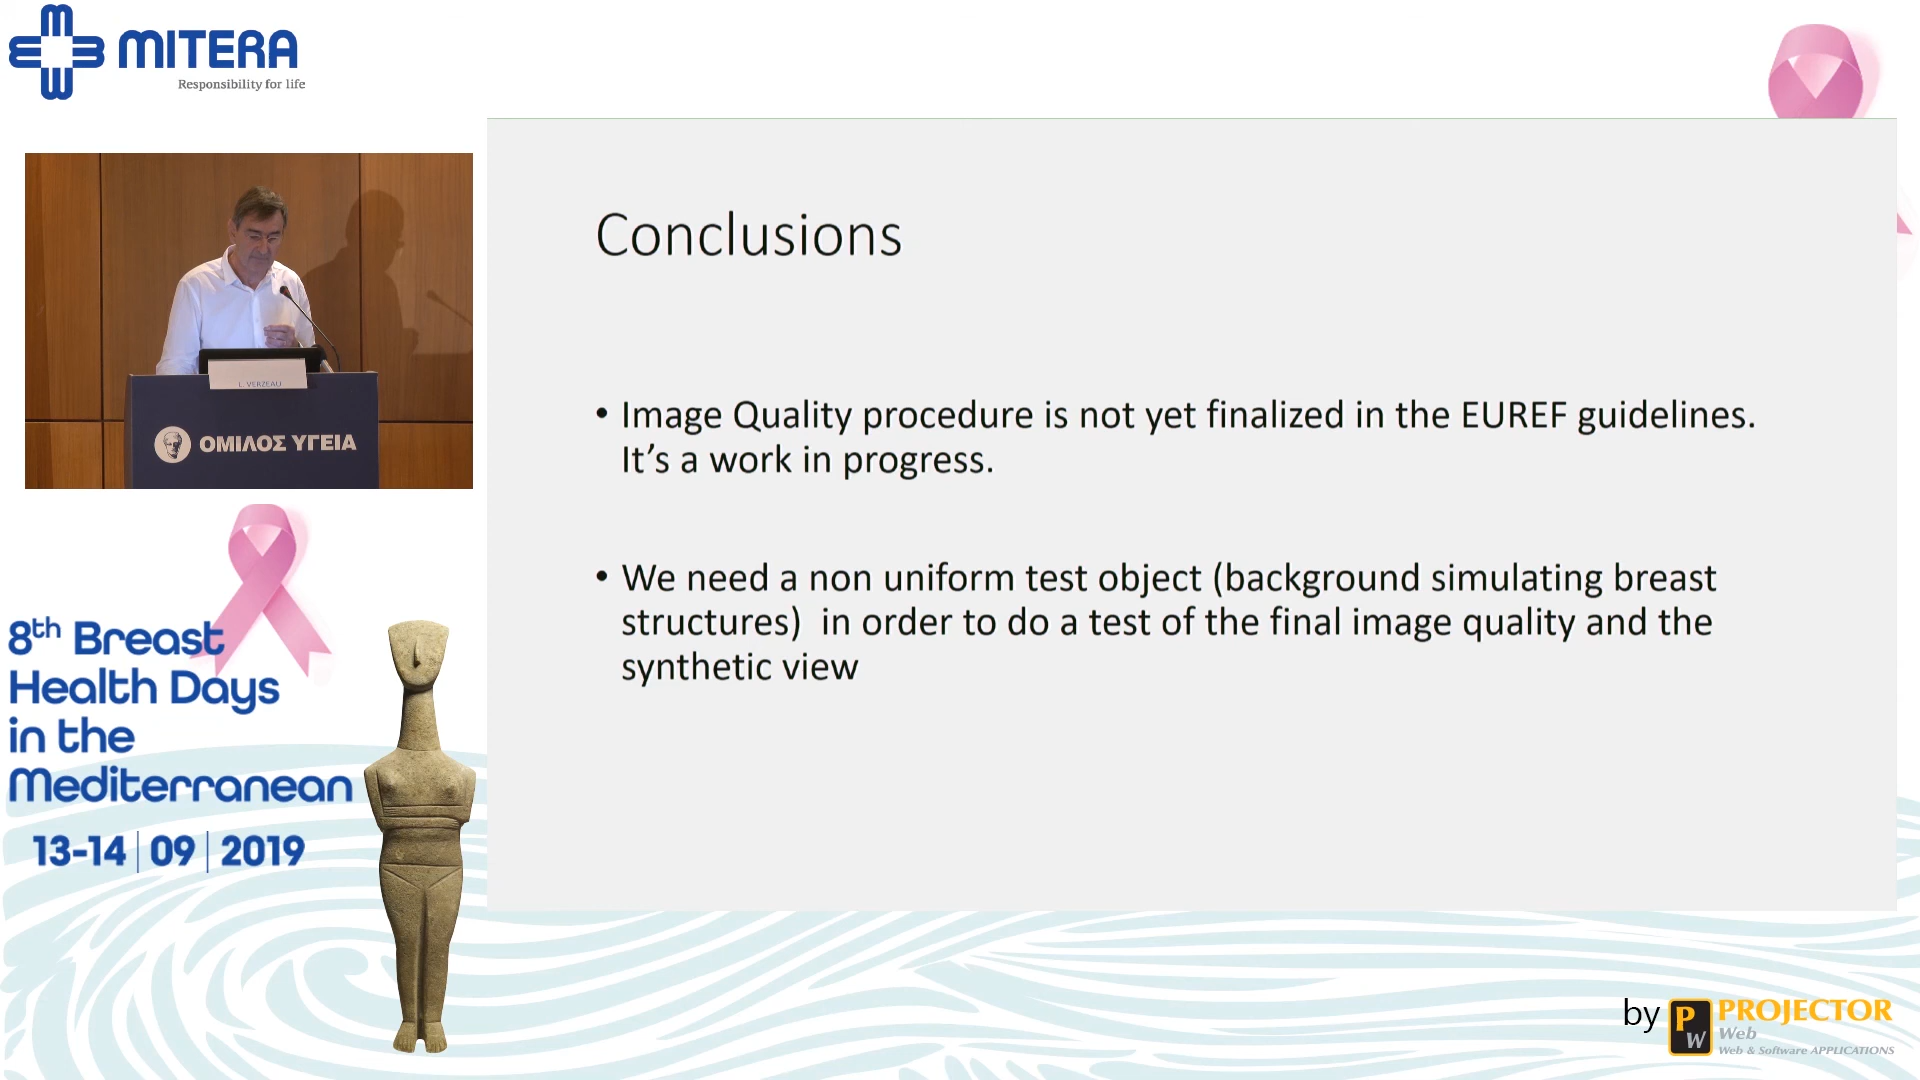 MITERA
Responsibility for life
L. VERZEAU
ΟΜΙΛΟΣ ΥΓΕΙΑ
8th Breast
Health Days
in the
Mediterranean
13-14 | 09 | 2019
Conclusions
• Image Quality procedure is not yet finalized in the EUREF guidelines.
It’s a work in progress.
• We need a non uniform test object (background simulating breast
structures) in order to do a test of the final image quality and the
synthetic view
by PW PROJECTOR
Web
Web & Software APPLICATIONS